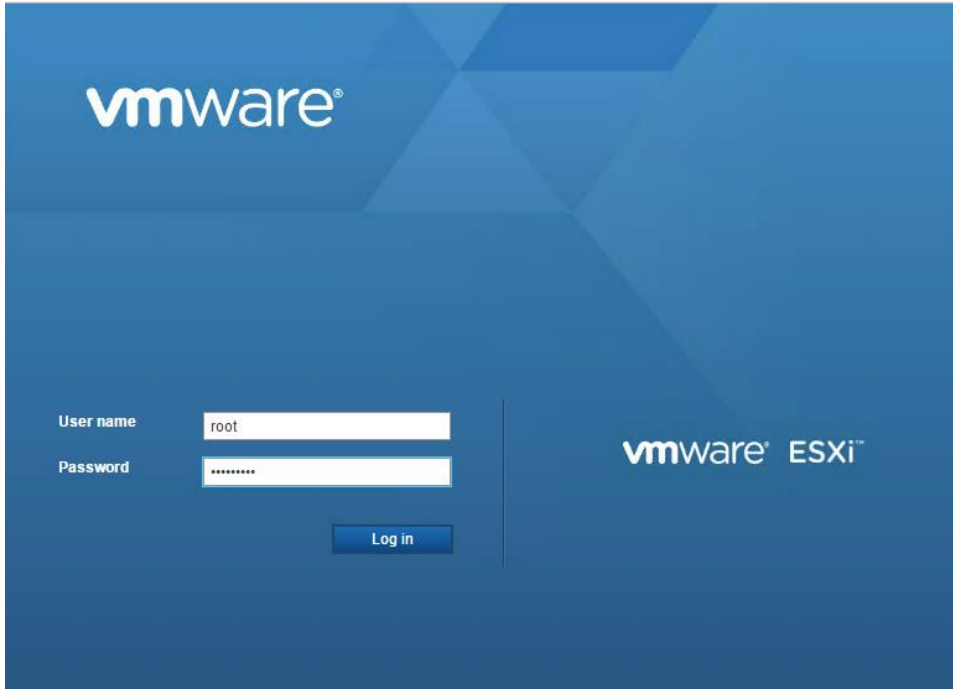 vmware®
User name
root
Password
•••••••••
vmware® ESXi™
Log in